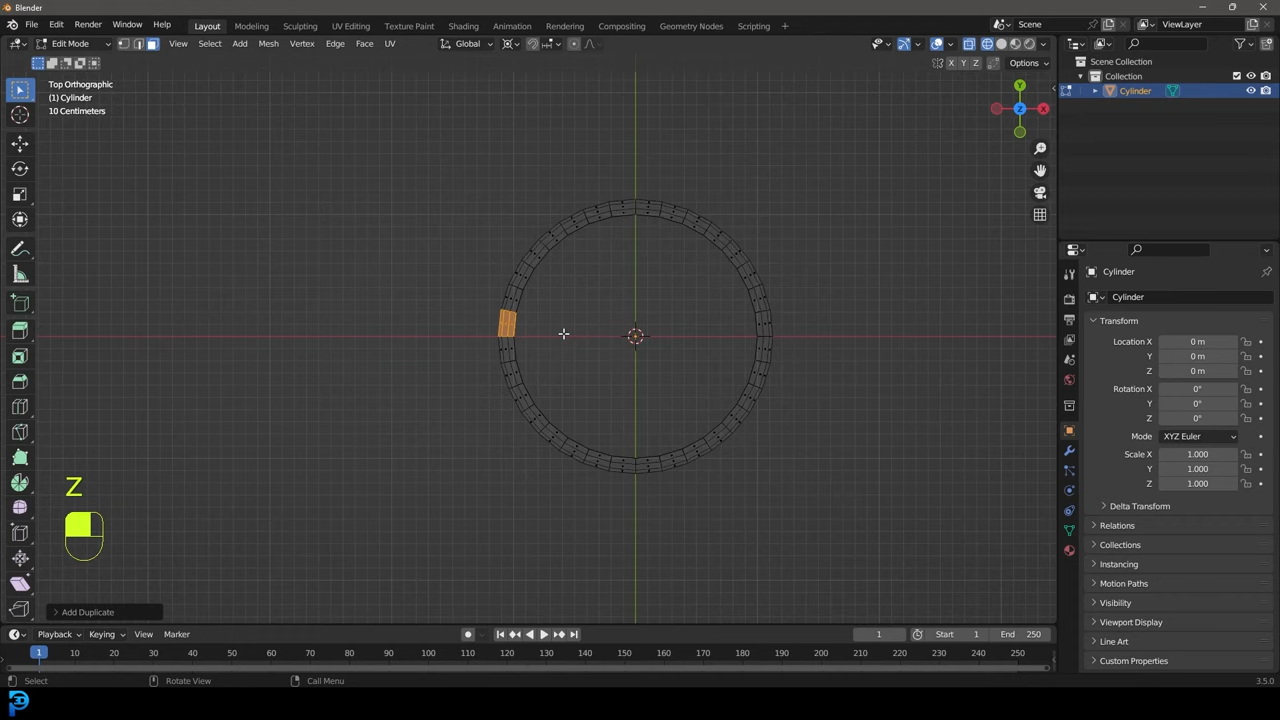 Blender
File Edit Render Window Help Layout Modeling Sculpting UV Editing Texture Paint Shading Animation Rendering Compositing Geometry Nodes Scripting + Scene ViewLayer
Edit Mode View Select Add Mesh Vertex Edge Face UV Global
X Y Z Options
Top Orthographic
(1) Cylinder
10 Centimeters
Y
Z
X
Z
Add Duplicate
Scene Collection
Collection
Cylinder
Cylinder
Cylinder
Transform
Location X 0 m
Y 0 m
Z 0 m
Rotation X 0°
Y 0°
Z 0°
Mode XYZ Euler
Scale X 1.000
Y 1.000
Z 1.000
Delta Transform
Relations
Collections
Instancing
Motion Paths
Visibility
Viewport Display
Line Art
Custom Properties
Playback Keying View Marker 1 Start 1 End 250
1 10 20 30 40 50 60 70 80 90 100 110 120 130 140 150 160 170 180 190 200 210 220 230 240 250
Select Rotate View Call Menu 3.5.0